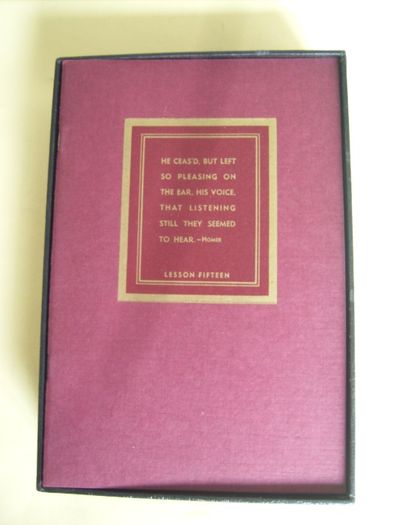 HE CEAS'D, BUT LEFT
SO PLEASING ON
THE EAR, HIS VOICE,
THAT LISTENING
STILL THEY SEEMED
TO HEAR.—HOMER
LESSON FIFTEEN